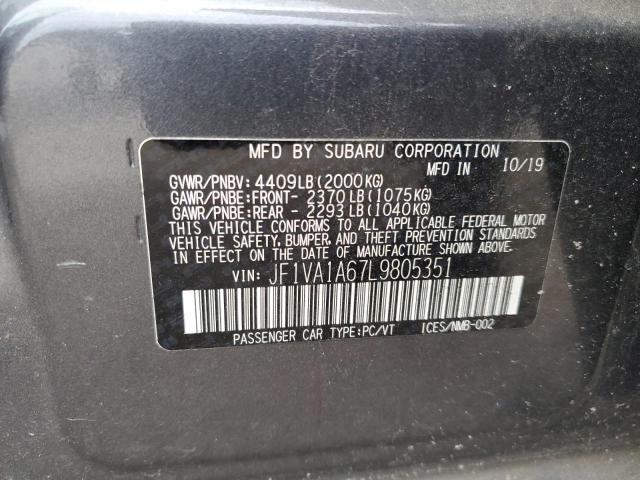 MFD BY SUBARU CORPORATION
MFD IN 10/19
GVWR/PNBV: 4409LB(2000KG)
GAWR/PNBE:FRONT- 2370 LB(1075KG)
GAWR/PNBE:REAR - 2293 LB(1040KG)
THIS VEHICLE CONFORMS TO ALL APPLICABLE FEDERAL MOTOR
VEHICLE SAFETY, BUMPER, AND THEFT PREVENTION STANDARDS
IN EFFECT ON THE DATE OF MANUFACTURE SHOWN ABOVE.
VIN: JF1VA1A67L9805351
PASSENGER CAR TYPE:PC/VT ICES/NMB-002